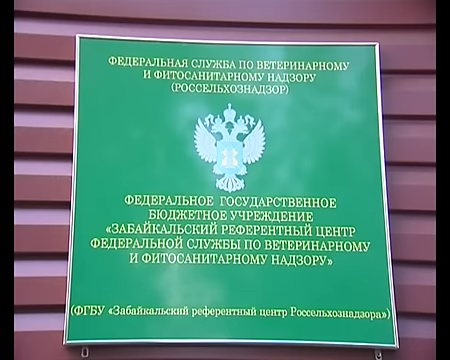 ФЕДЕРАЛЬНАЯ СЛУЖБА ПО ВЕТЕРИНАРНОМУ
И ФИТОСАНИТАРНОМУ НАДЗОРУ
(РОССЕЛЬХОЗНАДЗОР)
ФЕДЕРАЛЬНОЕ ГОСУДАРСТВЕННОЕ
БЮДЖЕТНОЕ УЧРЕЖДЕНИЕ
«ЗАБАЙКАЛЬСКИЙ РЕФЕРЕНТНЫЙ ЦЕНТР
ФЕДЕРАЛЬНОЙ СЛУЖБЫ ПО ВЕТЕРИНАРНОМУ
И ФИТОСАНИТАРНОМУ НАДЗОРУ»
(ФГБУ «Забайкальский референтный центр Россельхознадзора»)